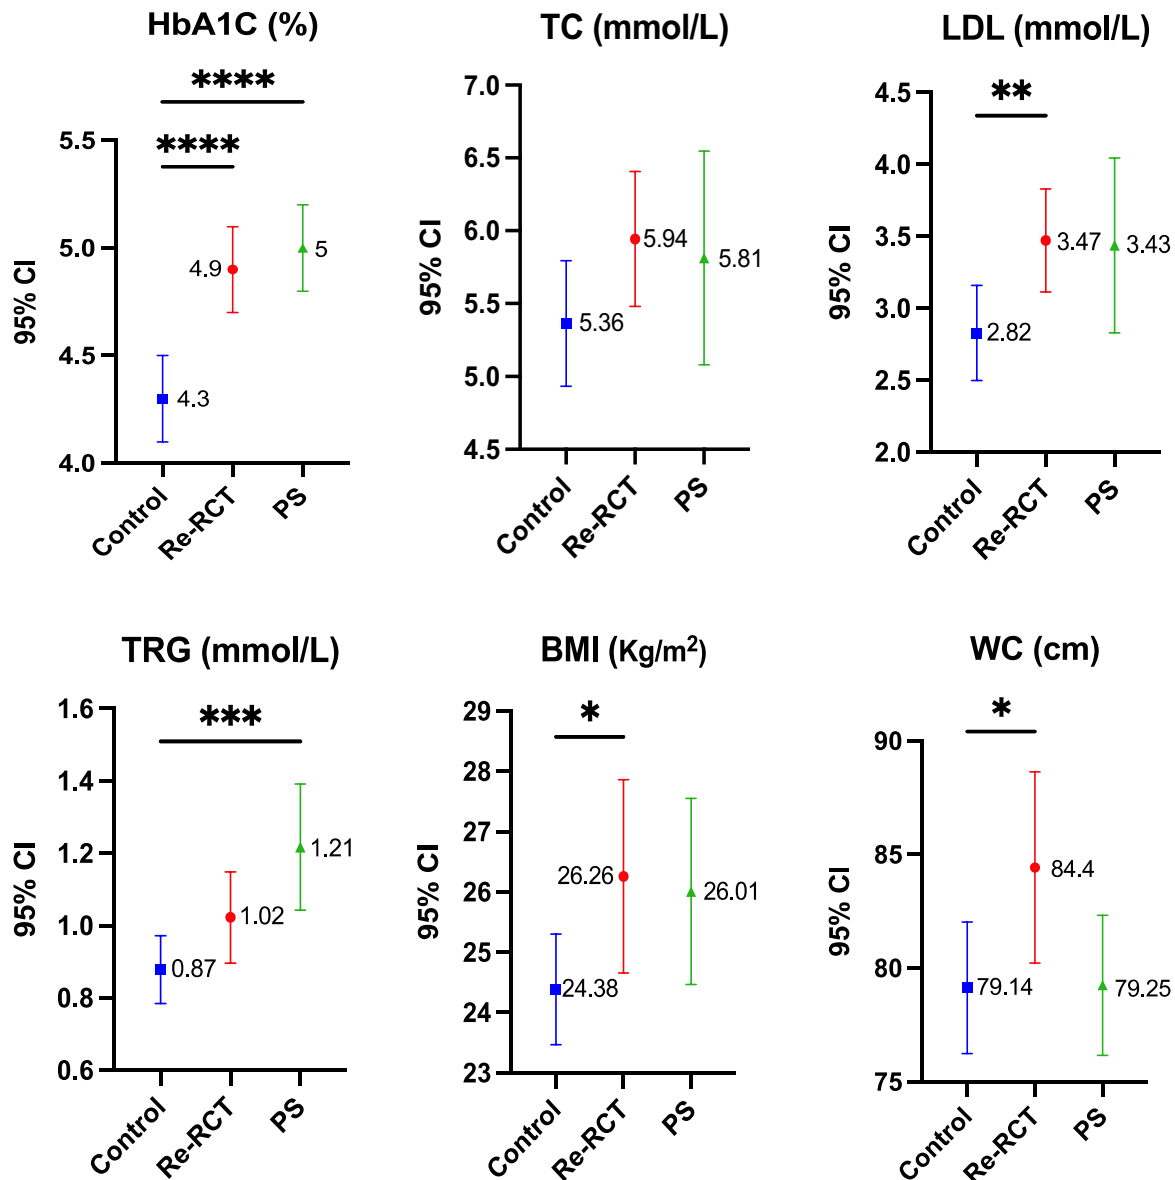 HbA1C (%)
****
****
5.5
5.0
4.5
4.0
95% CI
4.3
4.9
5
Control
Re-RCT
PS
TC (mmol/L)
7.0
6.5
6.0
5.5
5.0
4.5
95% CI
5.36
5.94
5.81
Control
Re-RCT
PS
LDL (mmol/L)
**
4.5
4.0
3.5
3.0
2.5
2.0
95% CI
2.82
3.47
3.43
Control
Re-RCT
PS
TRG (mmol/L)
***
1.6
1.4
1.2
1.0
0.8
0.6
95% CI
0.87
1.02
1.21
Control
Re-RCT
PS
BMI (Kg/m²)
*
29
28
27
26
25
24
23
95% CI
24.38
26.26
26.01
Control
Re-RCT
PS
WC (cm)
*
90
85
80
75
95% CI
79.14
84.4
79.25
Control
Re-RCT
PS